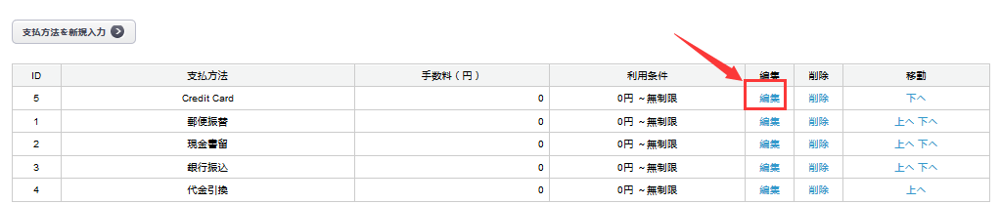 支払方法を新規入力
ID 支払方法 手数料 ( 円 ) 利用条件 編集 削除 移動
5 Credit Card 0 0円 ~ 無制限 編集 削除 下へ
1 郵便振替 0 0円 ~ 無制限 編集 削除 上へ 下へ
2 現金書留 0 0円 ~ 無制限 編集 削除 上へ 下へ
3 銀行振込 0 0円 ~ 無制限 編集 削除 上へ 下へ
4 代金引換 0 0円 ~ 無制限 編集 削除 上へ